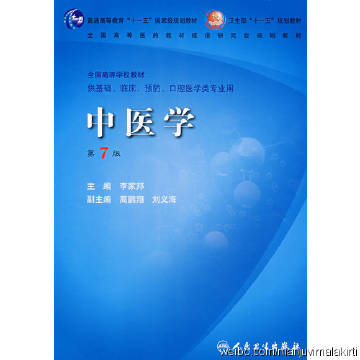 普通高等教育"十一五"国家级规划教材 卫生部"十一五"规划教材
全国高等医药教材建设研究会规划教材
全国高等学校教材
供基础、临床、预防、口腔医学类专业用
中医学
第7版
主 编 李家邦
副主编 高鹏翔 刘义海
人民卫生出版社
weibo.com/manjuvimalakirti